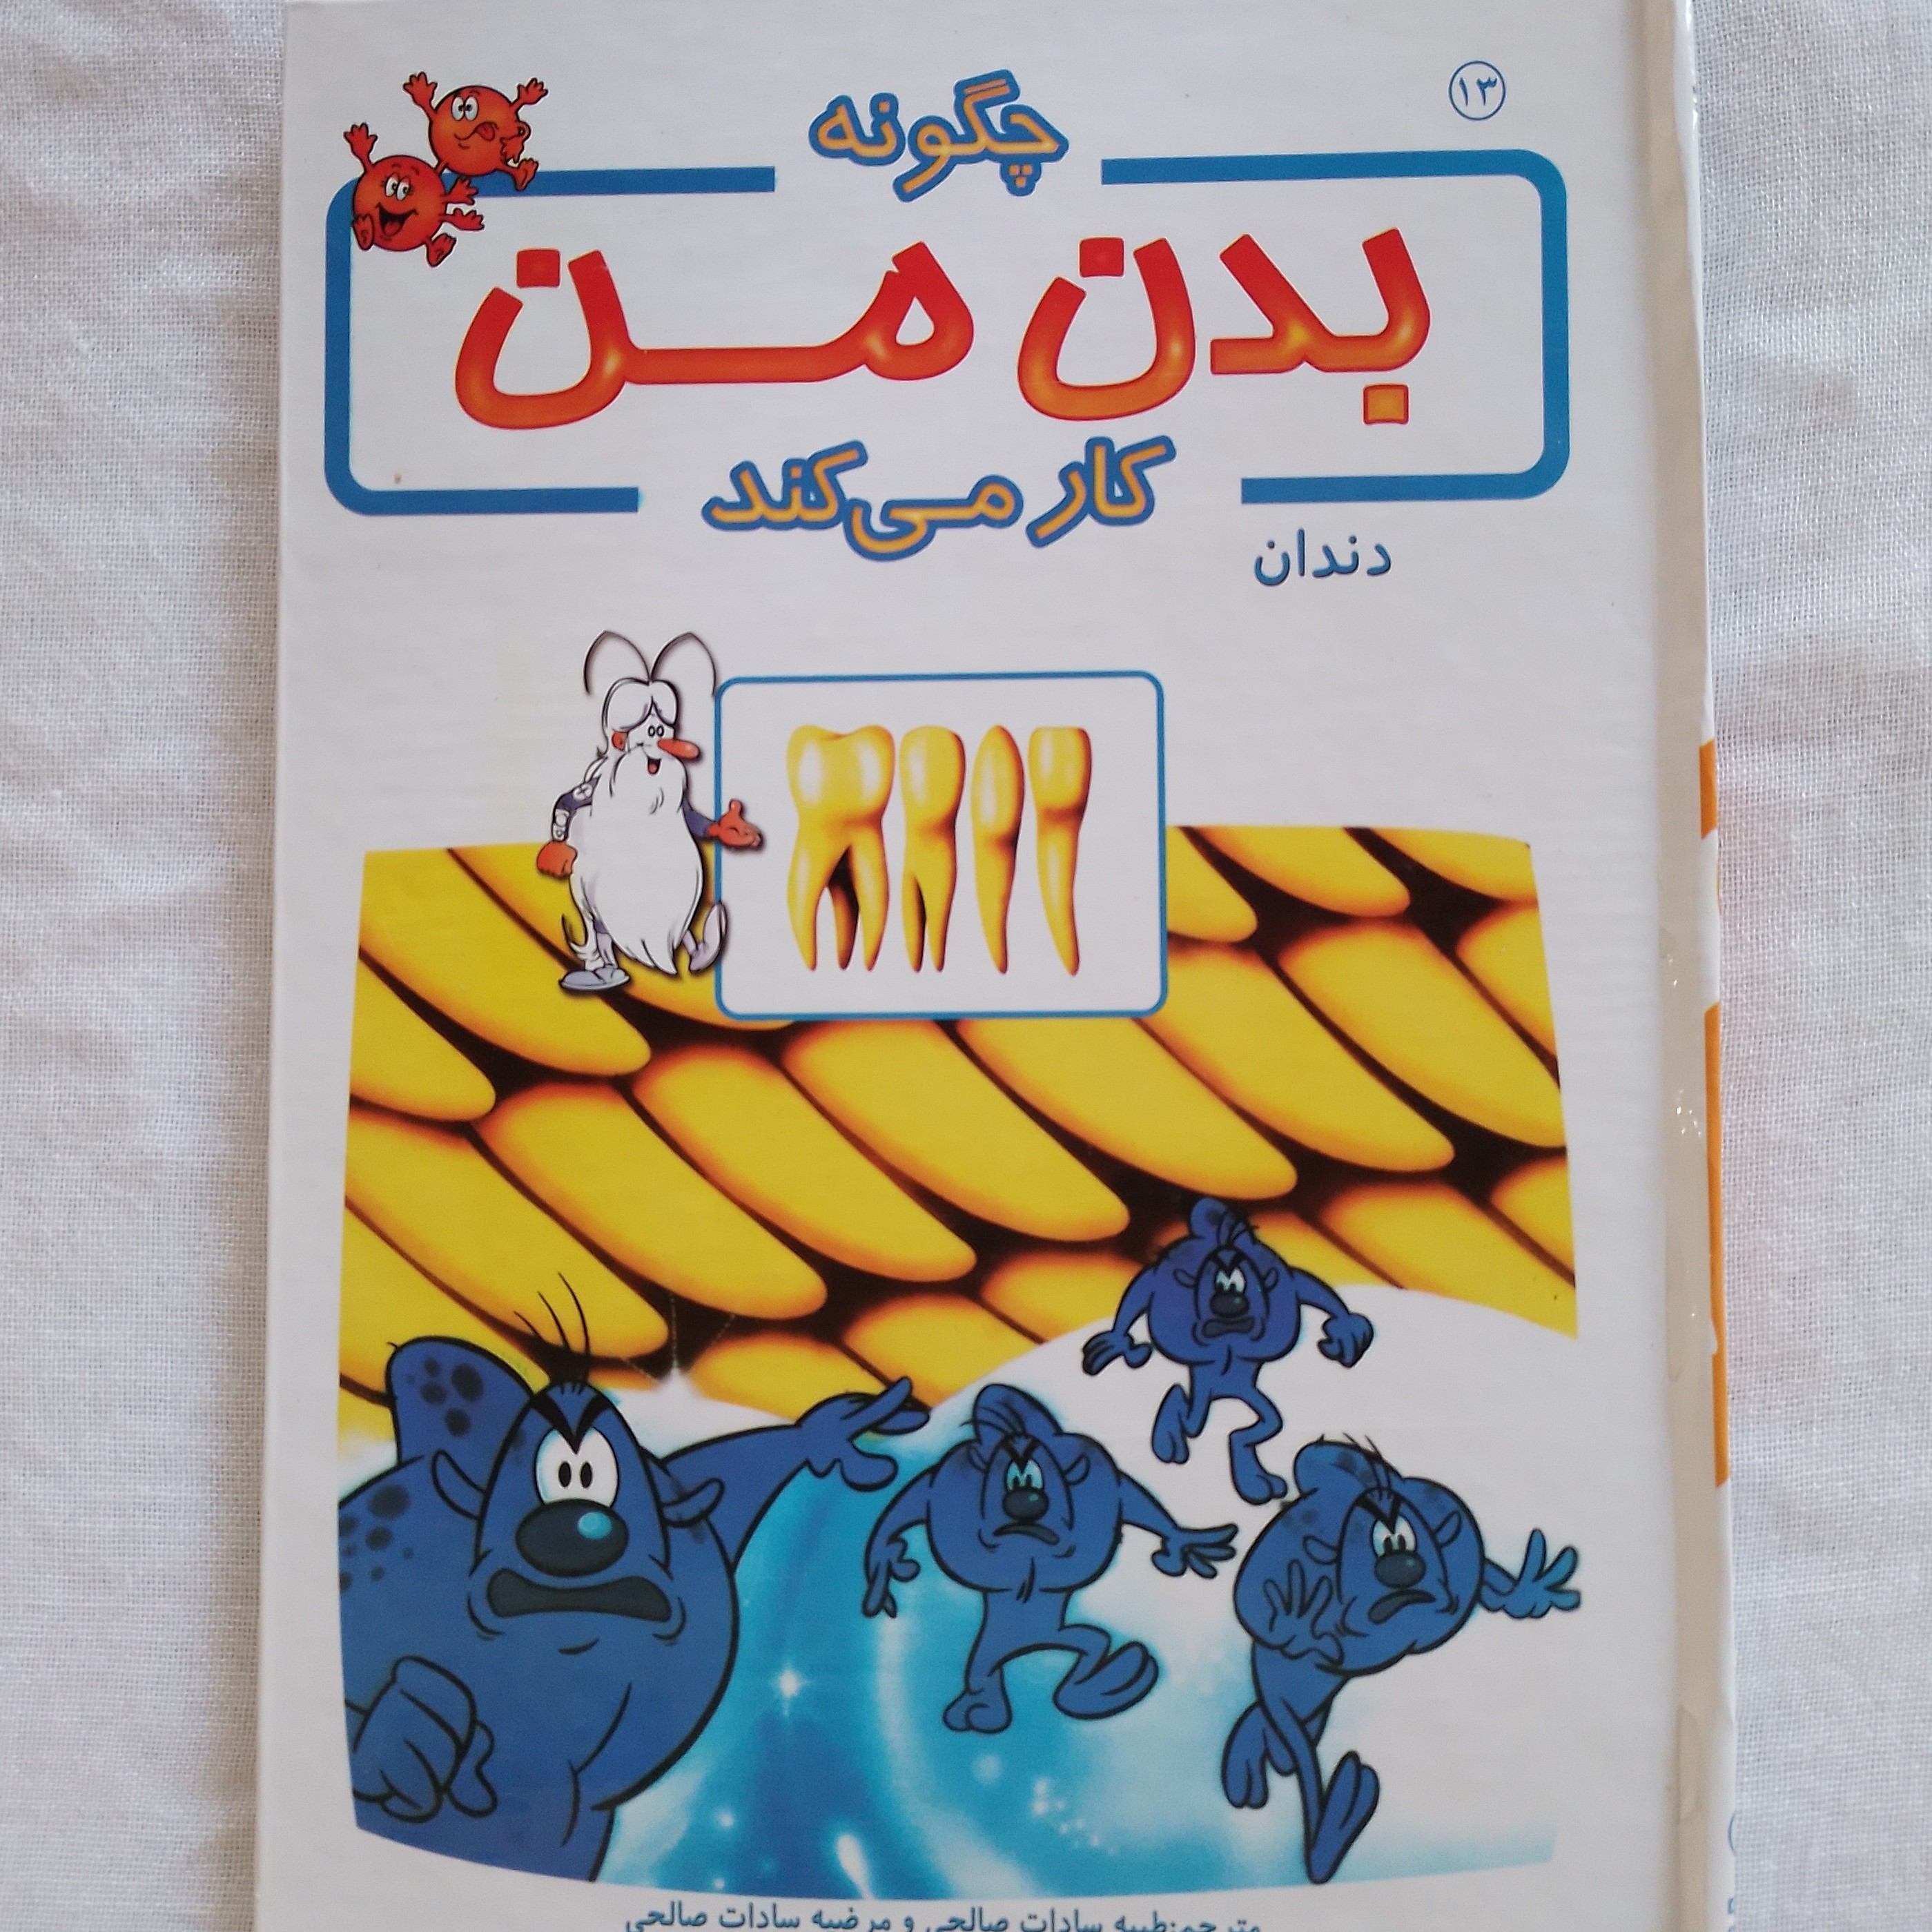 ۱۳
چگونه
بدن من
کار می‌کند
دندان
مترجم:طیبه سادات صالحی و مرضیه سادات صالحی